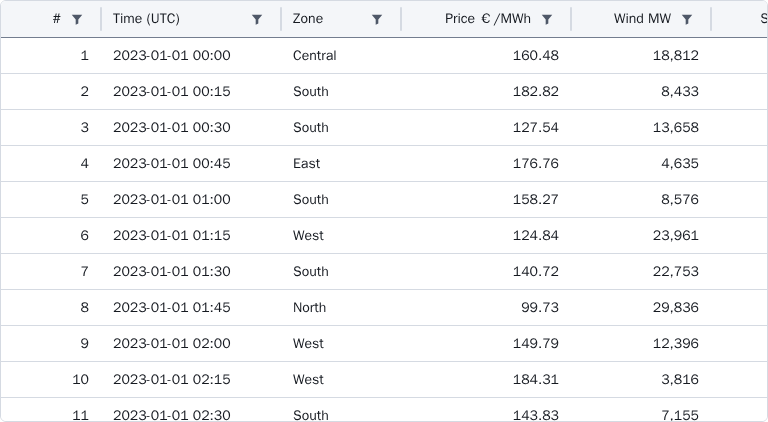 # Time (UTC) Zone Price € /MWh Wind MW S
1 2023-01-01 00:00 Central 160.48 18,812
2 2023-01-01 00:15 South 182.82 8,433
3 2023-01-01 00:30 South 127.54 13,658
4 2023-01-01 00:45 East 176.76 4,635
5 2023-01-01 01:00 South 158.27 8,576
6 2023-01-01 01:15 West 124.84 23,961
7 2023-01-01 01:30 South 140.72 22,753
8 2023-01-01 01:45 North 99.73 29,836
9 2023-01-01 02:00 West 149.79 12,396
10 2023-01-01 02:15 West 184.31 3,816
11 2023-01-01 02:30 South 143.83 7,155